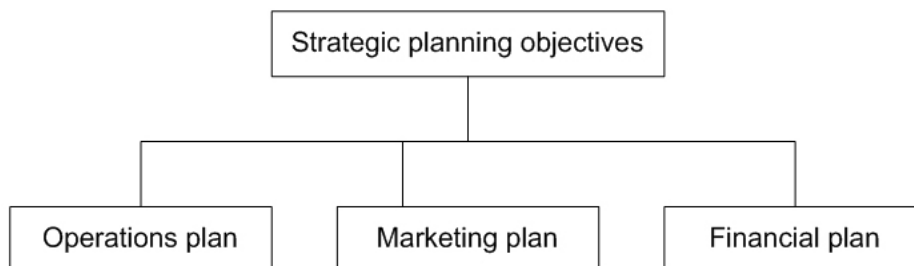 Strategic planning objectives
Operations plan
Marketing plan
Financial plan